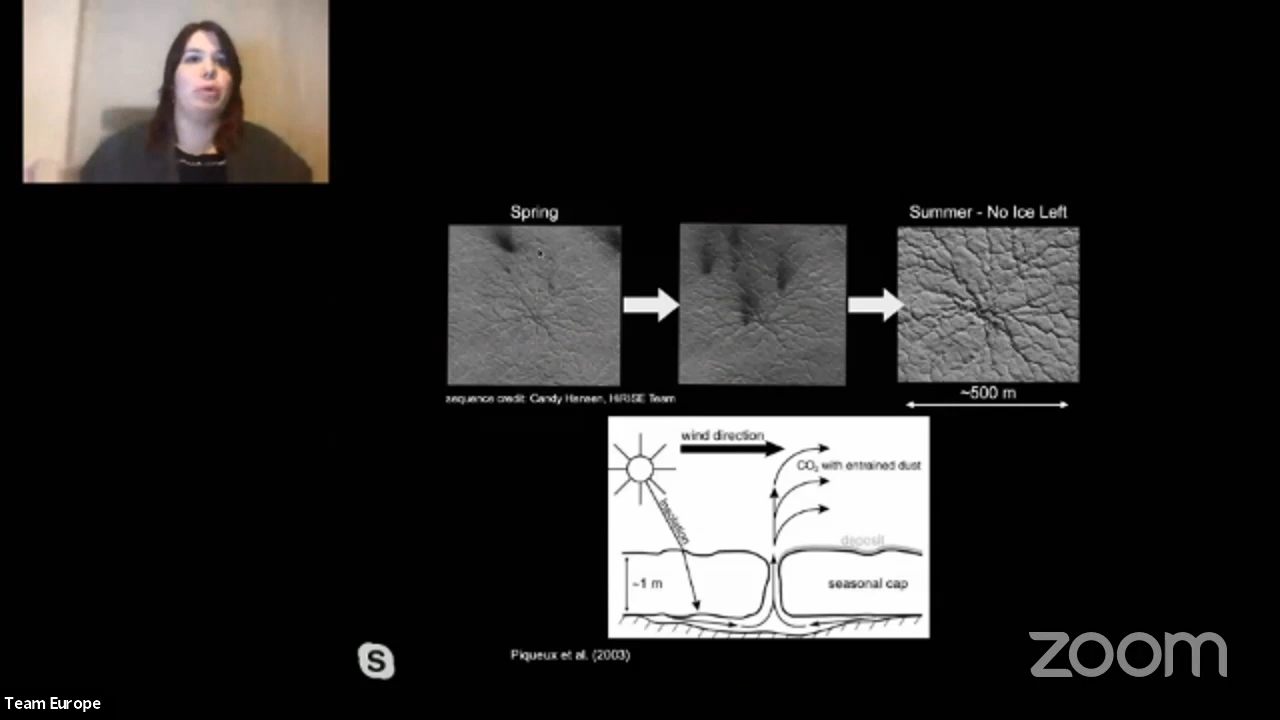 Spring
Summer - No Ice Left
sequence credit: Candy Hansen, HiRISE Team
~500 m
wind direction
CO₂ with entrained dust
insolation
deposit
~1 m
seasonal cap
Piqueux et al. (2003)
S
zoom
Team Europe